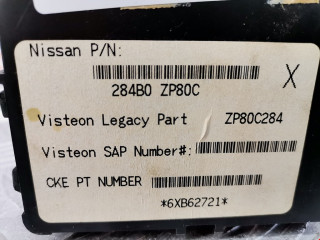 Nissan P/N:
284B0 ZP80C
X
Visteon Legacy Part ZP80C284
Visteon SAP Number#:
CKE PT NUMBER
*6XB62721*